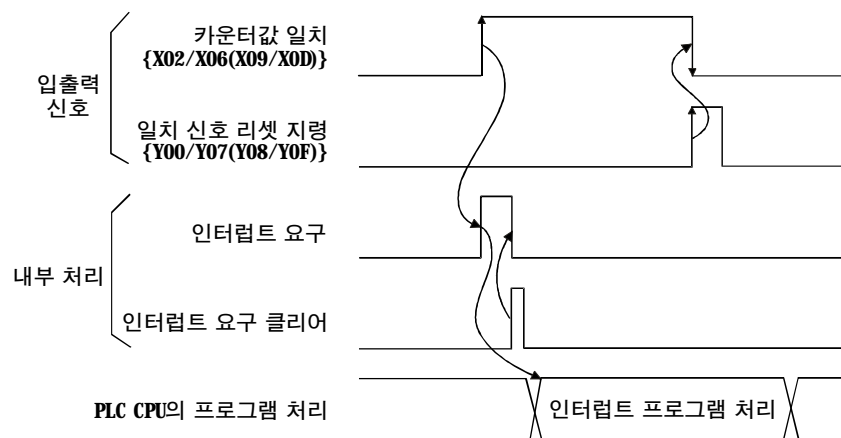 카운터값 일치
{X02/X06(X09/X0D)}
입출력
신호
일치 신호 리셋 지령
{Y00/Y07(Y08/Y0F)}
인터럽트 요구
내부 처리
인터럽트 요구 클리어
PLC CPU의 프로그램 처리
인터럽트 프로그램 처리